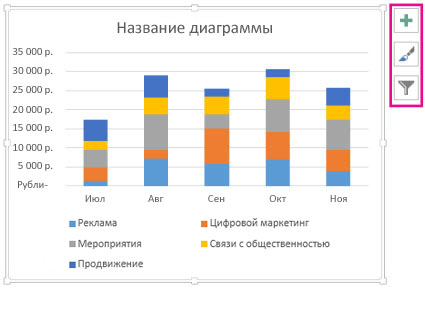 Название диаграммы
35 000 р.
30 000 р.
25 000 р.
20 000 р.
15 000 р.
10 000 р.
5 000 р.
Рубли-
Июл Авг Сен Окт Ноя
Реклама Цифровой маркетинг
Мероприятия Связи с общественностью
Продвижение